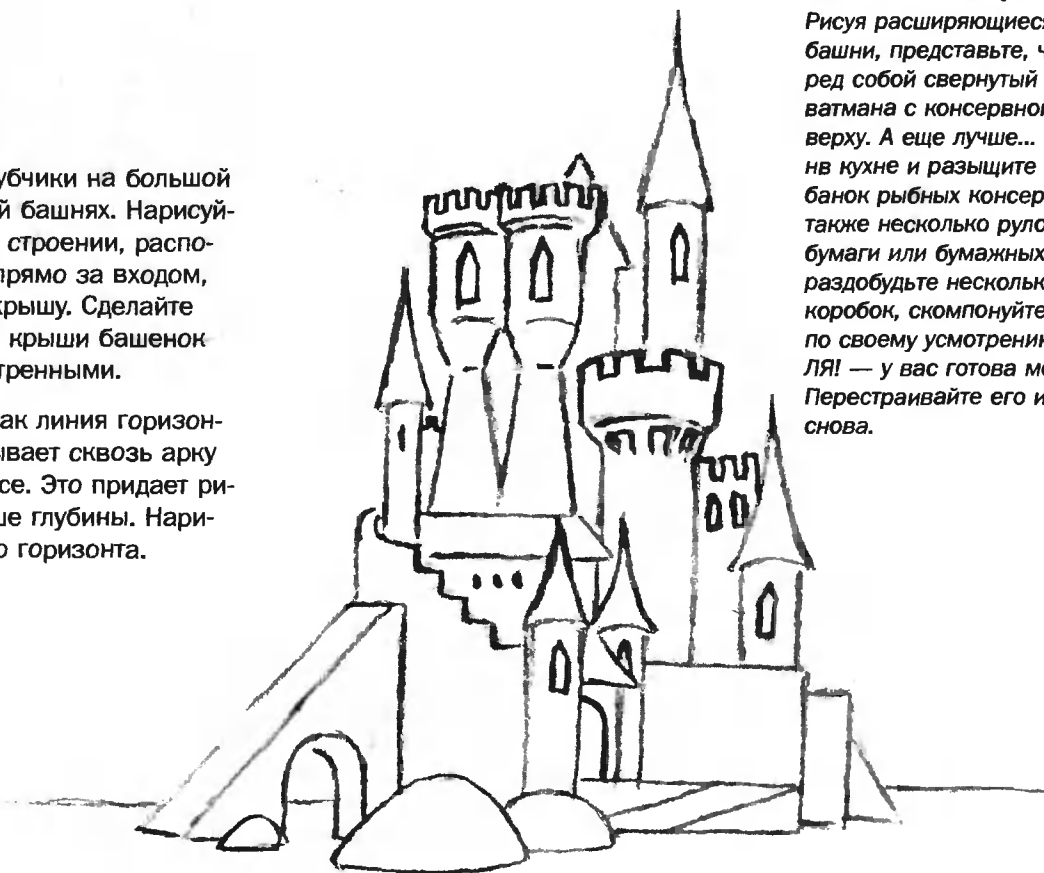 убчики на большой
й башнях. Нарисуй-
строении, распо-
прямо за входом,
крышу. Сделайте
крыши башенок
тренными.
ак линия горизон-
ывает сквозь арку
се. Это придает ри-
ше глубины. Нари-
о горизонта.
Рисуя расширяющиеся
башни, представьте, ч
ред собой свернутый
ватмана с консервно
верху. А еще лучше...
нв кухне и разыщите
банок рыбных консер
также несколько руло
бумаги или бумажных
раздобудьте нескольк
коробок, скомпонуйте
по своему усмотрени
ЛЯ! — у вас готова м
Перестраивайте его и
снова.